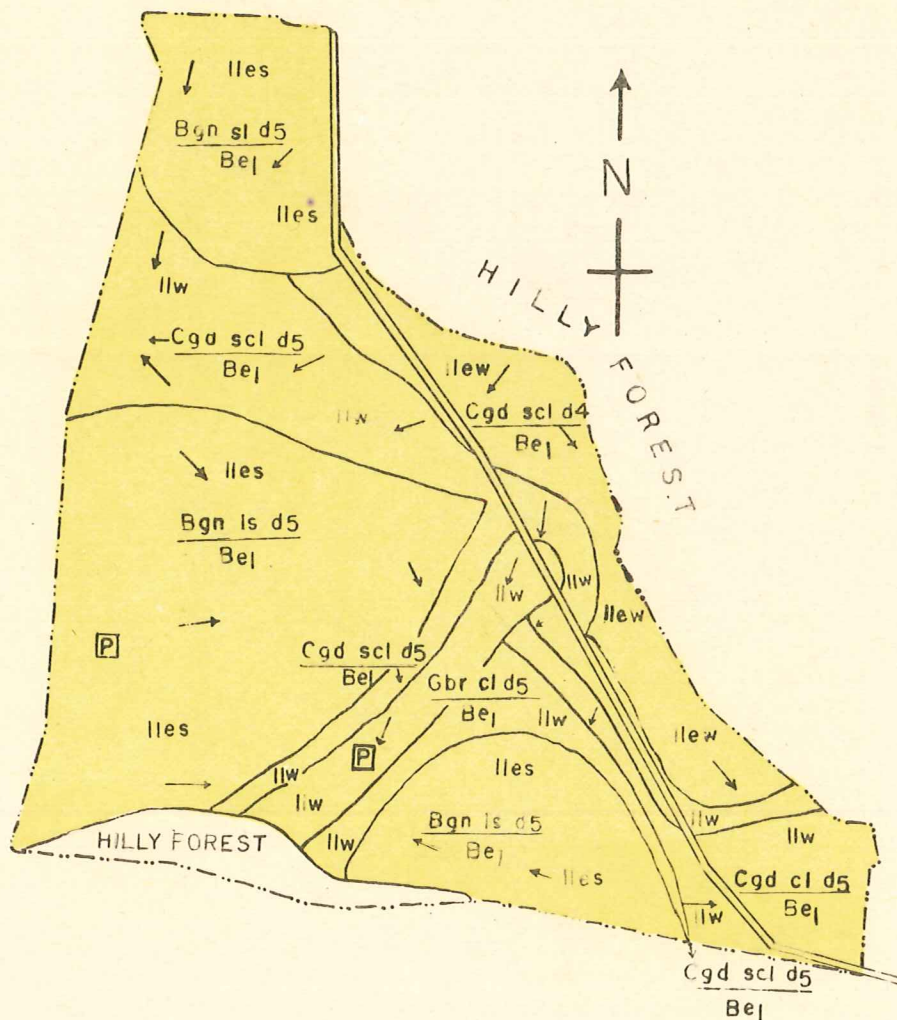 IIes
Bgn sl d5
Be1
IIes
N
HILLY FOREST
IIw
Cgd scl d5
Be1
IIw
IIew
Cgd scl d4
Be1
IIes
Bgn ls d5
Be1
IIw
IIw
IIew
P
Cgd scl d5
Be1
Gbr cl d5
Be1
IIw
IIes
P
IIes
IIew
IIw
IIw
IIw
IIw
HILLY FOREST
IIw
Bgn ls d5
Be1
IIes
Cgd cl d5
Be1
IIw
Cgd scl d5
Be1